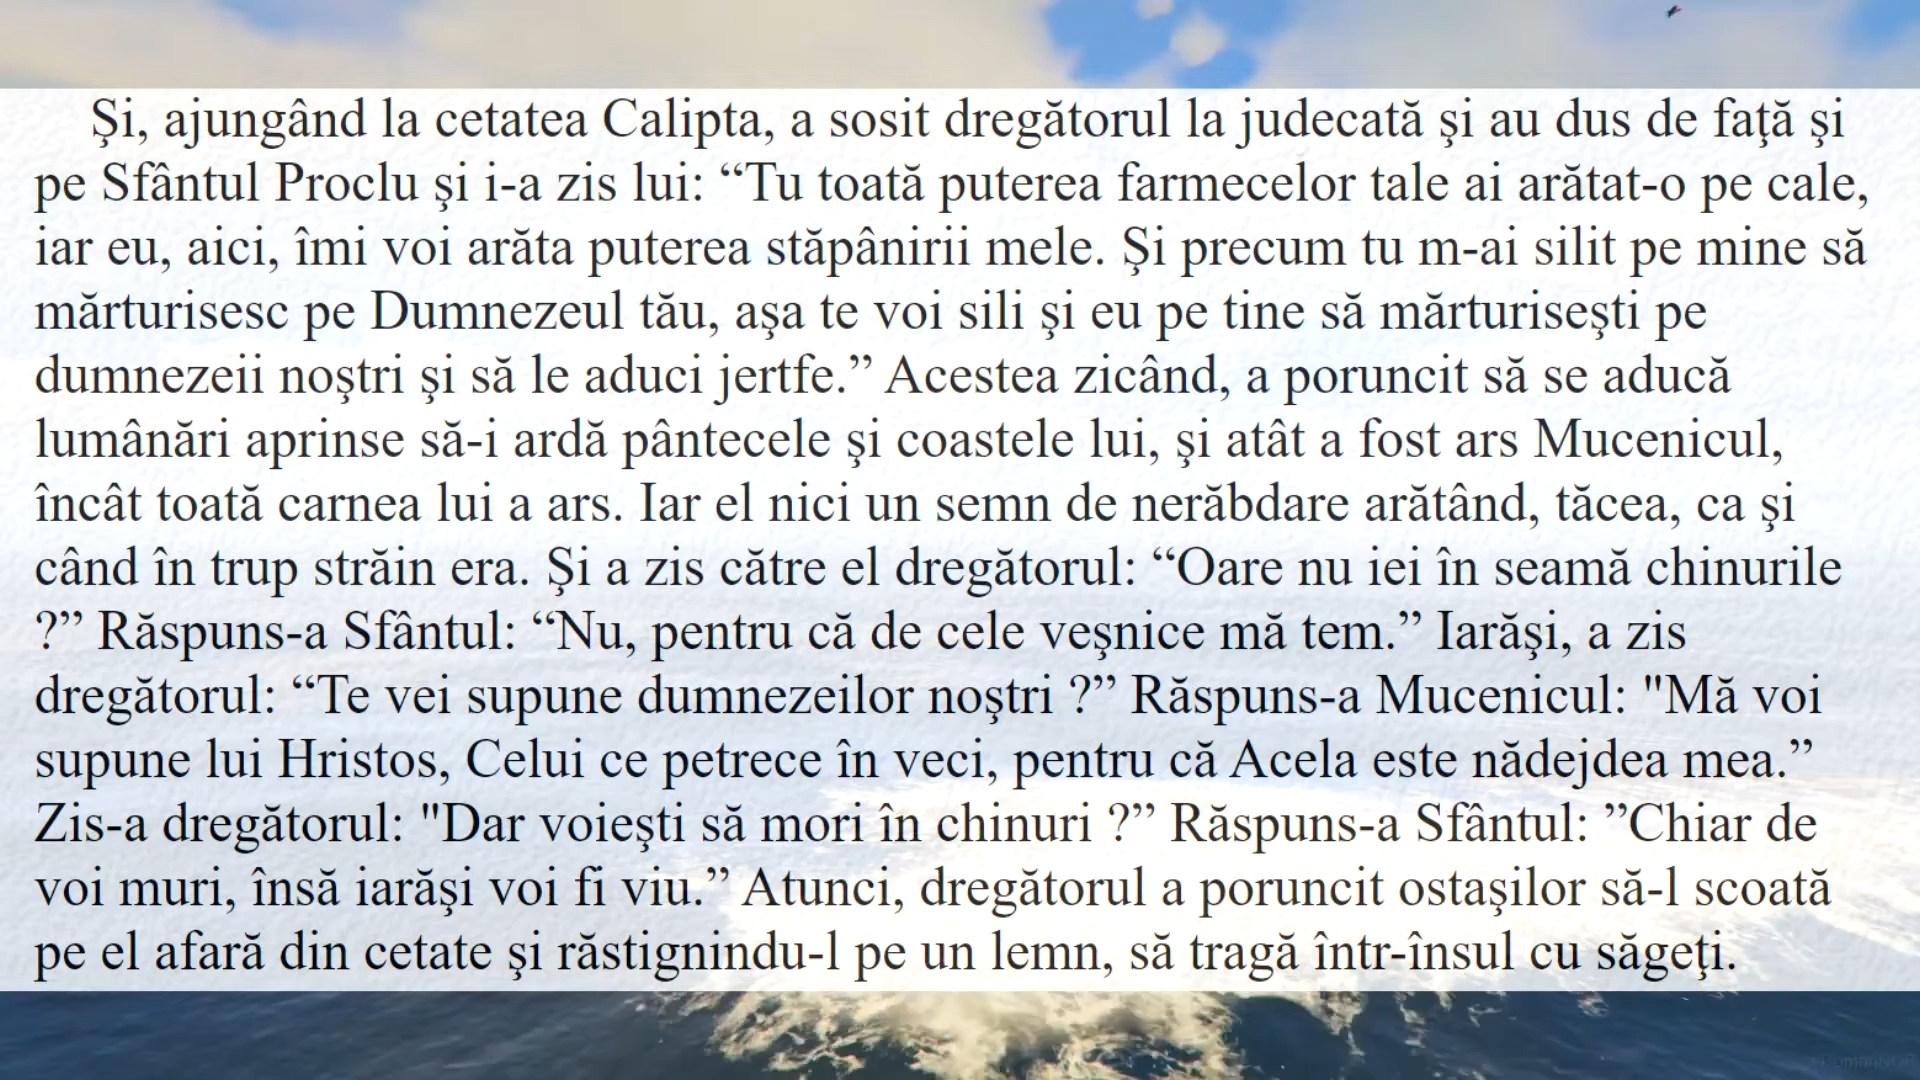 Şi, ajungând la cetatea Calipta, a sosit dregătorul la judecată şi au dus de faţă şi
pe Sfântul Proclu şi i-a zis lui: “Tu toată puterea farmecelor tale ai arătat-o pe cale,
iar eu, aici, îmi voi arăta puterea stăpânirii mele. Şi precum tu m-ai silit pe mine să
mărturisesc pe Dumnezeul tău, aşa te voi sili şi eu pe tine să mărturiseşti pe
dumnezeii noştri şi să le aduci jertfe.” Acestea zicând, a poruncit să se aducă
lumânări aprinse să-i ardă pântecele şi coastele lui, şi atât a fost ars Mucenicul,
încât toată carnea lui a ars. Iar el nici un semn de nerăbdare arătând, tăcea, ca şi
când în trup străin era. Şi a zis către el dregătorul: “Oare nu iei în seamă chinurile
?” Răspuns-a Sfântul: “Nu, pentru că de cele veşnice mă tem.” Iarăşi, a zis
dregătorul: “Te vei supune dumnezeilor noştri ?” Răspuns-a Mucenicul: "Mă voi
supune lui Hristos, Celui ce petrece în veci, pentru că Acela este nădejdea mea.”
Zis-a dregătorul: "Dar voieşti să mori în chinuri ?” Răspuns-a Sfântul: ”Chiar de
voi muri, însă iarăşi voi fi viu.” Atunci, dregătorul a poruncit ostaşilor să-l scoată
pe el afară din cetate şi răstignindu-l pe un lemn, să tragă într-însul cu săgeţi.